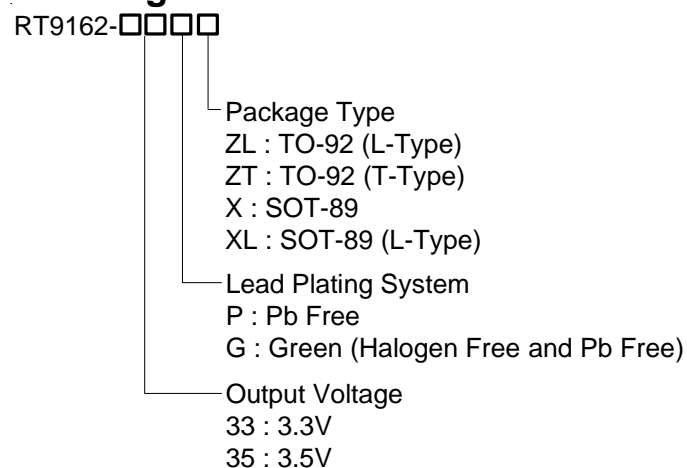 RT9162-□□□□
Package Type
ZL : TO-92 (L-Type)
ZT : TO-92 (T-Type)
X : SOT-89
XL : SOT-89 (L-Type)
Lead Plating System
P : Pb Free
G : Green (Halogen Free and Pb Free)
Output Voltage
33 : 3.3V
35 : 3.5V